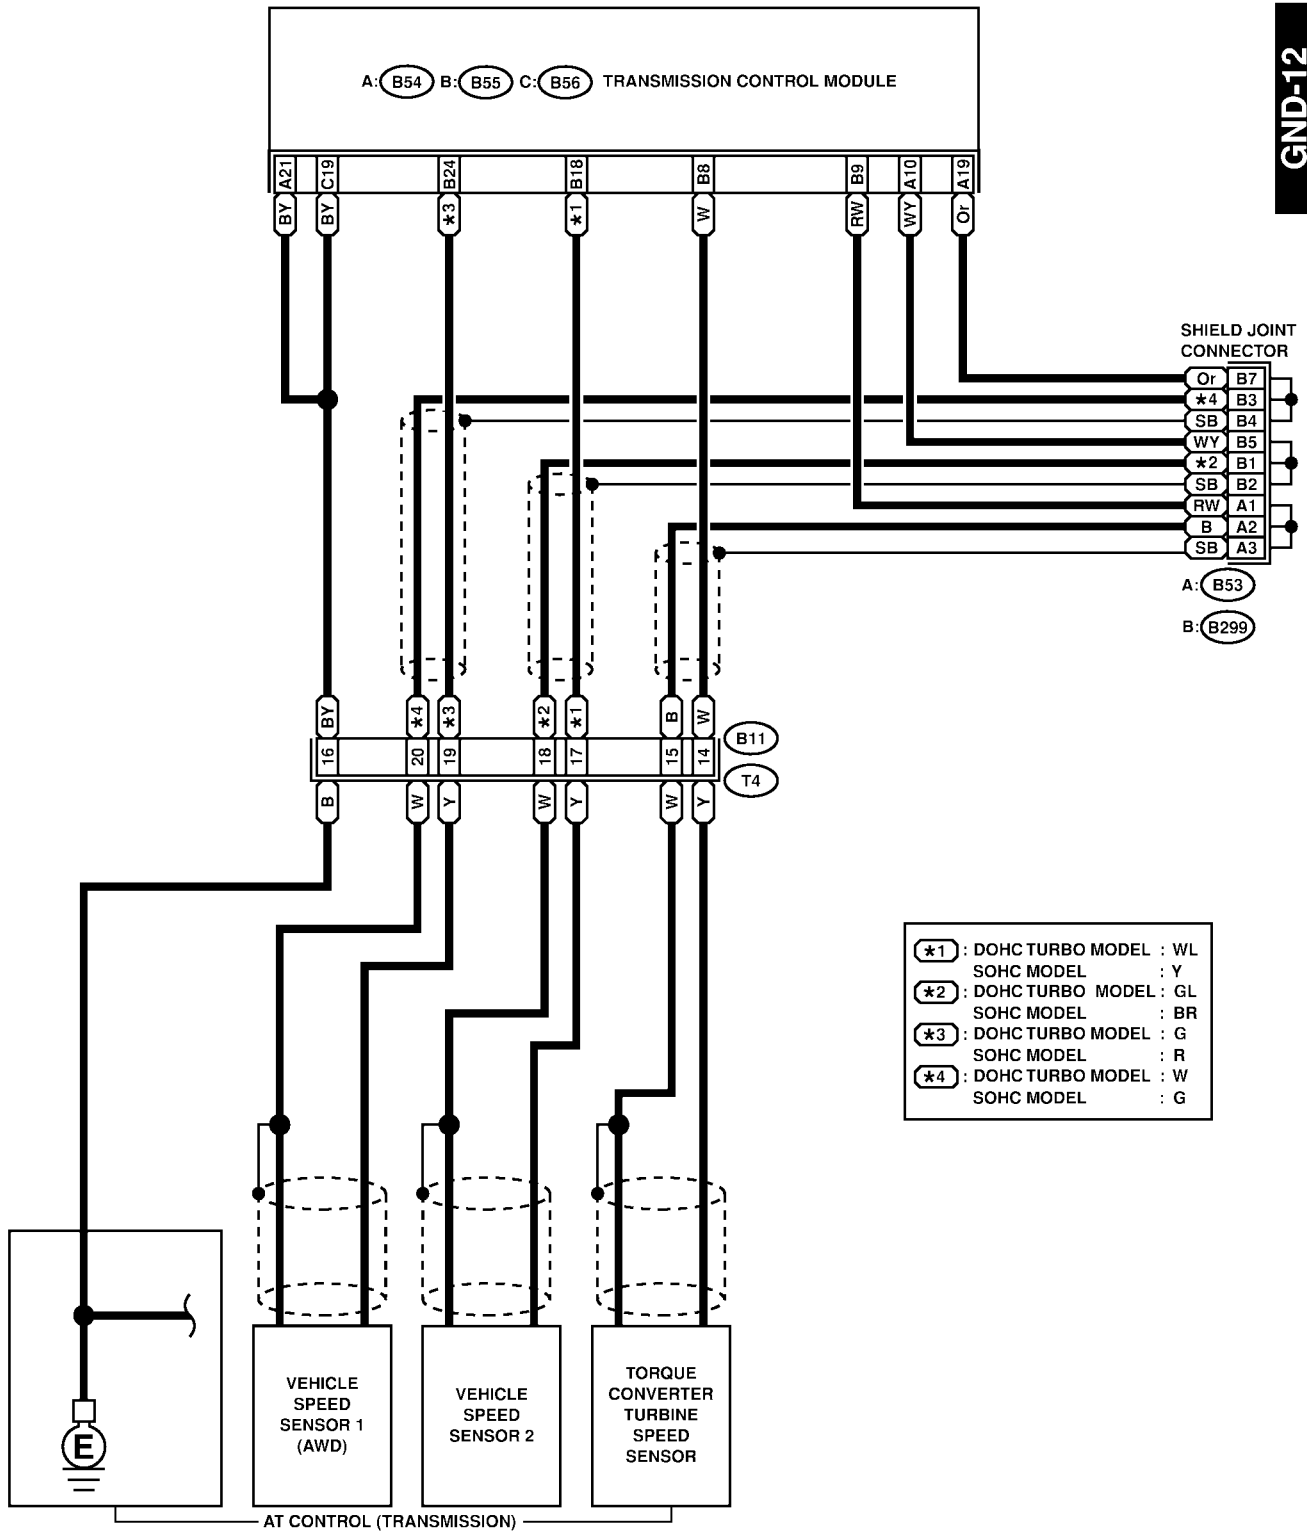 GND-12
A: B54 B: B55 C: B56 TRANSMISSION CONTROL MODULE
A21 C19 B24 B18 B8 B9 A10 A19
BY BY *3 *1 W RW WY Or
SHIELD JOINT
CONNECTOR
Or B7
*4 B3
SB B4
WY B5
*2 B1
SB B2
RW A1
B A2
SB A3
A: B53
B: B299
BY *4 *3 *2 *1 B W
B11
16 20 19 18 17 15 14
T4
B W Y W Y W Y
*1 : DOHC TURBO MODEL : WL
SOHC MODEL : Y
*2 : DOHC TURBO MODEL : GL
SOHC MODEL : BR
*3 : DOHC TURBO MODEL : G
SOHC MODEL : R
*4 : DOHC TURBO MODEL : W
SOHC MODEL : G
E
VEHICLE
SPEED
SENSOR 1
(AWD)
VEHICLE
SPEED
SENSOR 2
TORQUE
CONVERTER
TURBINE
SPEED
SENSOR
AT CONTROL (TRANSMISSION)